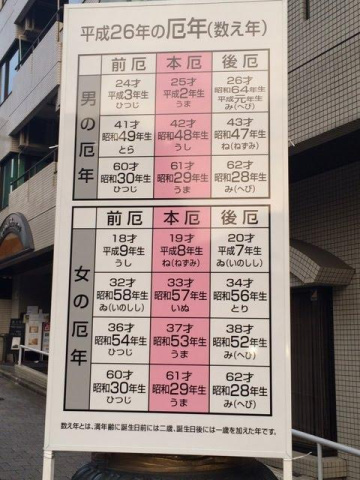 平成26年の厄年(数え年)
男の厄年
前厄 本厄 後厄
24才 25才 26才
平成3年生 平成2年生 昭和64年生
平成元年生
ひつじ うま み(へび)
41才 42才 43才
昭和49年生 昭和48年生 昭和47年生
とら うし ね(ねずみ)
60才 61才 62才
昭和30年生 昭和29年生 昭和28年生
ひつじ うま み(へび)
女の厄年
前厄 本厄 後厄
18才 19才 20才
平成9年生 平成8年生 平成7年生
うし ね(ねずみ) ゐ(いのしし)
32才 33才 34才
昭和58年生 昭和57年生 昭和56年生
ゐ(いのしし) いぬ とり
36才 37才 38才
昭和54年生 昭和53年生 昭和52年生
ひつじ うま み(へび)
60才 61才 62才
昭和30年生 昭和29年生 昭和28年生
ひつじ うま み(へび)
数え年とは、満年齢に誕生日前には二歳、誕生日後には一歳を加えた年です。